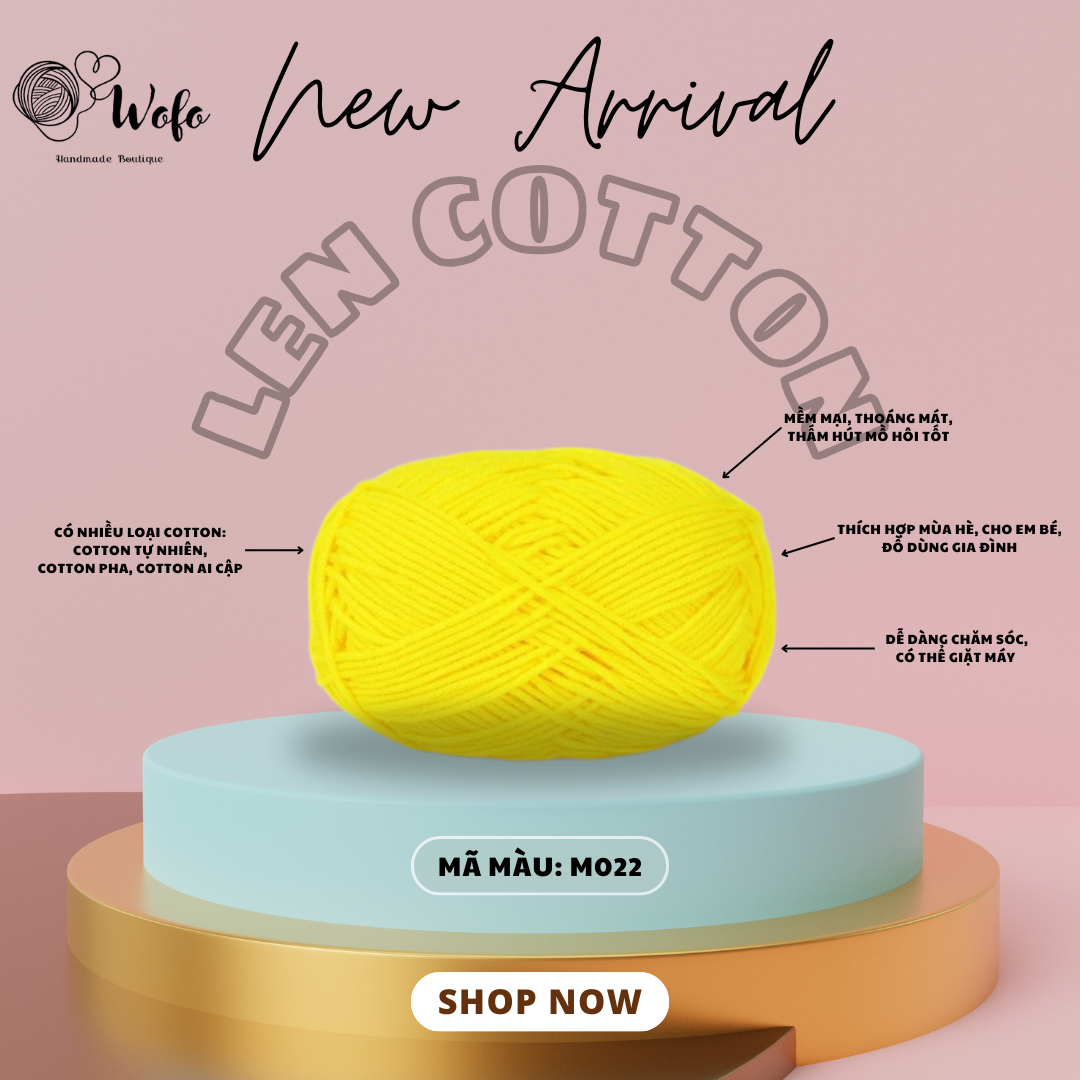 Wofo
Handmade Boutique
New Arrival
LEN COTTON
MỀM MẠI, THOÁNG MÁT,
THẤM HÚT MỒ HÔI TỐT
CÓ NHIỀU LOẠI COTTON:
COTTON TỰ NHIÊN,
COTTON PHA, COTTON AI CẬP
THÍCH HỢP MÙA HÈ, CHO EM BÉ,
ĐỒ DÙNG GIA ĐÌNH
DỄ DÀNG CHĂM SÓC,
CÓ THỂ GIẶT MÁY
MÃ MÀU: M022
SHOP NOW